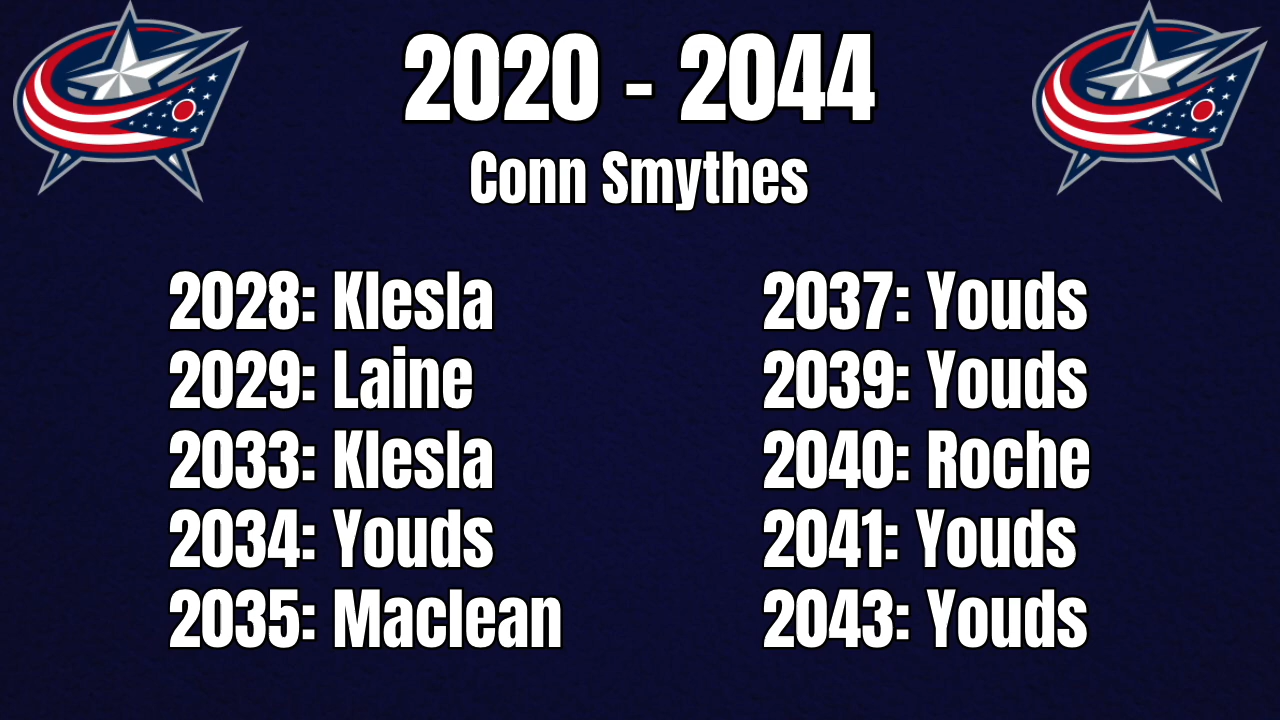 2020 - 2044
Conn Smythes
2028: Klesla
2029: Laine
2033: Klesla
2034: Youds
2035: Maclean
2037: Youds
2039: Youds
2040: Roche
2041: Youds
2043: Youds